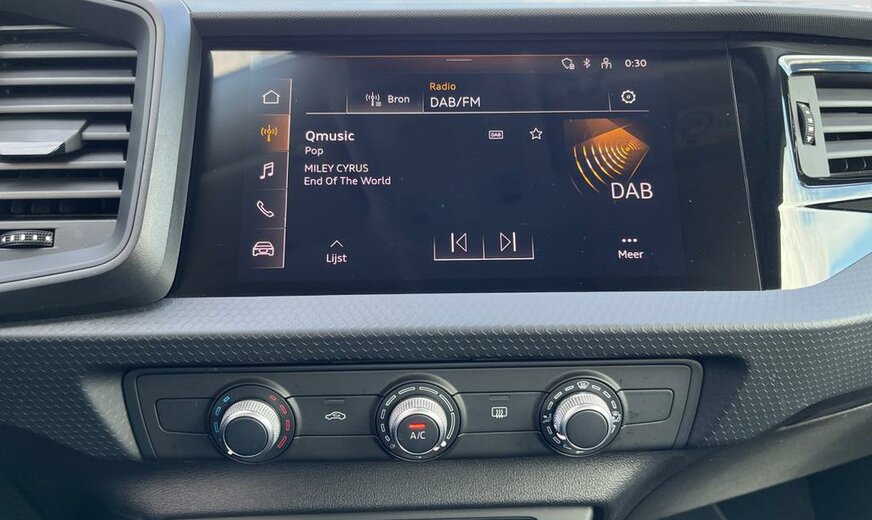 0:30
Bron
Radio
DAB/FM
Qmusic
DAB
Pop
MILEY CYRUS
End Of The World
DAB
Lijst
Meer
A/C